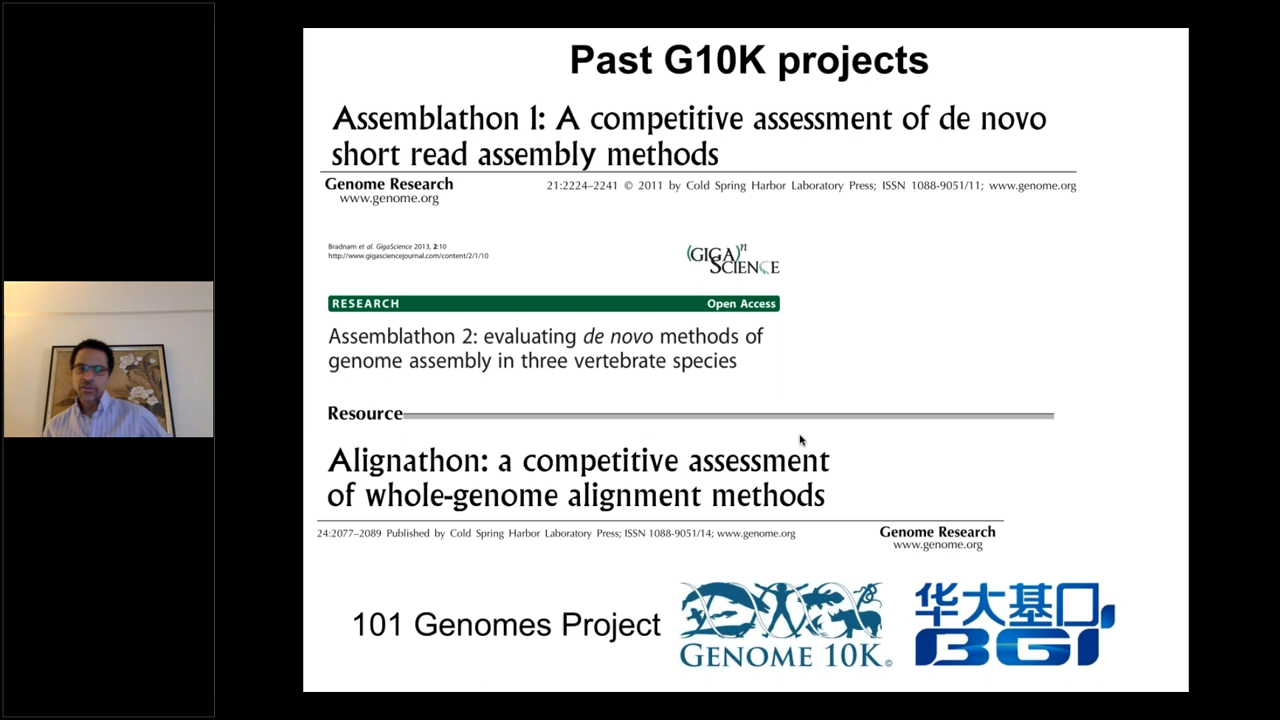 Past G10K projects
Assemblathon 1: A competitive assessment of de novo
short read assembly methods
Genome Research
www.genome.org
21:2224–2241 © 2011 by Cold Spring Harbor Laboratory Press; ISSN 1088-9051/11; www.genome.org
Bradnam et al. GigaScience 2013, 2:10
http://www.gigasciencejournal.com/content/2/1/10
(GIGA)n
SCIENCE
RESEARCH Open Access
Assemblathon 2: evaluating de novo methods of
genome assembly in three vertebrate species
Resource
Alignathon: a competitive assessment
of whole-genome alignment methods
24:2077–2089 Published by Cold Spring Harbor Laboratory Press; ISSN 1088-9051/14; www.genome.org
Genome Research
www.genome.org
101 Genomes Project
GENOME 10K©
华大基口
BGI